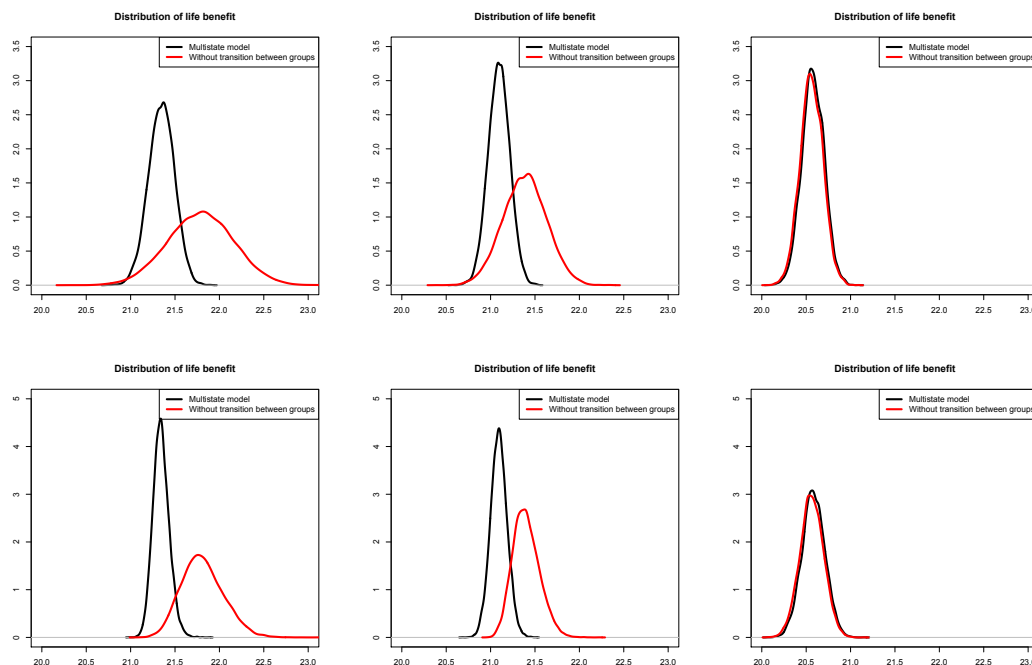 Distribution of life benefit
Multistate model
Without transition between groups
3.5
3.0
2.5
2.0
1.5
1.0
0.5
0.0
20.0 20.5 21.0 21.5 22.0 22.5 23.0
Distribution of life benefit
Multistate model
Without transition between groups
3.5
3.0
2.5
2.0
1.5
1.0
0.5
0.0
20.0 20.5 21.0 21.5 22.0 22.5 23.0
Distribution of life benefit
Multistate model
Without transition between groups
3.5
3.0
2.5
2.0
1.5
1.0
0.5
0.0
20.0 20.5 21.0 21.5 22.0 22.5 23.0
Distribution of life benefit
Multistate model
Without transition between groups
5
4
3
2
1
0
20.0 20.5 21.0 21.5 22.0 22.5 23.0
Distribution of life benefit
Multistate model
Without transition between groups
5
4
3
2
1
0
20.0 20.5 21.0 21.5 22.0 22.5 23.0
Distribution of life benefit
Multistate model
Without transition between groups
5
4
3
2
1
0
20.0 20.5 21.0 21.5 22.0 22.5 23.0